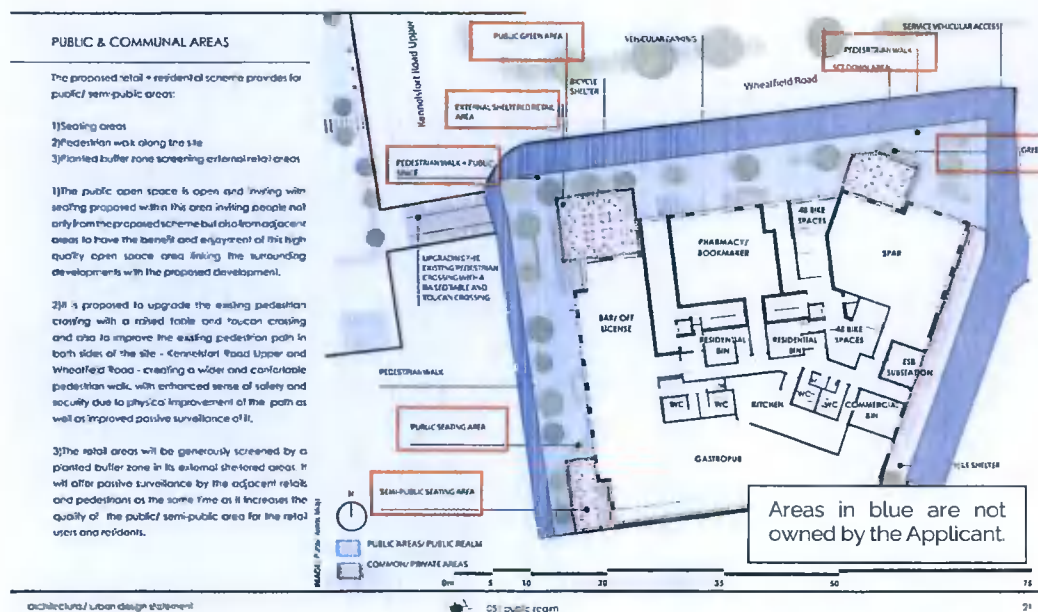 PUBLIC & COMMUNAL AREAS
The proposed retail + residential scheme provides for
public/ semi-public areas:
1)Seating areas
2)Pedestrian walk along the site
3)Planted buffer zone screening external retail areas
1)The public open space is open and inviting with
seating proposed within this area inviting people not
only from the proposed scheme but also from adjacent
areas to have the benefit and enjoyment of this high
quality open space area linking the surrounding
developments with the proposed development.
2)It is proposed to upgrade the existing pedestrian
crossing with a raised table and toucan crossing
and also to improve the existing pedestrian path in
both sides of the site - Kennelsfort Road Upper and
Wheatfield Road - creating a wider and confortable
pedestrian walk, with enhanced sense of safety and
security due to physical improvement of the path as
well as improved passive surveillance of it.
3)The retail areas will be generously screened by a
planted buffer zone in its external sheltered areas. It
will offer passive surveillance by the adjacent retails
and pedestrians as the same time as it increases the
quality of the public/ semi-public area for the retail
users and residents.
Kennelsfort Road Upper
PUBLIC GREEN AREA
VEHICULAR PARKING
SERVICE VEHICULAR ACCESS
PEDESTRIAN WALK
Wheatfield Road
BICYCLE
SHELTER
EXTERNAL SHELTERED RETAIL
AREA
PEDESTRIAN WALK + PUBLIC
SPACE
UPGRADING THE
EXISTING PEDESTRIAN
CROSSING WITH A
RAISED TABLE AND
TOUCAN CROSSING
48 BIKE
SPACES
PHARMACY/
BOOKMAKER
SPAR
BAR/ OFF
LICENSE
RESIDENTIAL
BIN
RESIDENTIAL
BIN
48 BIKE
SPACES
ESB
SUBSTATION
PEDESTRIAN WALK
WC
WC
KITCHEN
WC
WC
COMMERCIAL
BIN
PUBLIC SEATING AREA
GASTROPUB
LE SHELTER
SEMI-PUBLIC SEATING AREA
N
PUBLIC AREAS/ PUBLIC REALM
COMMON/ PRIVATE AREAS
Areas in blue are not
owned by the Applicant.
0m 5 10 20 35 50 75
architectural/ urban design statement
05| public realm
21